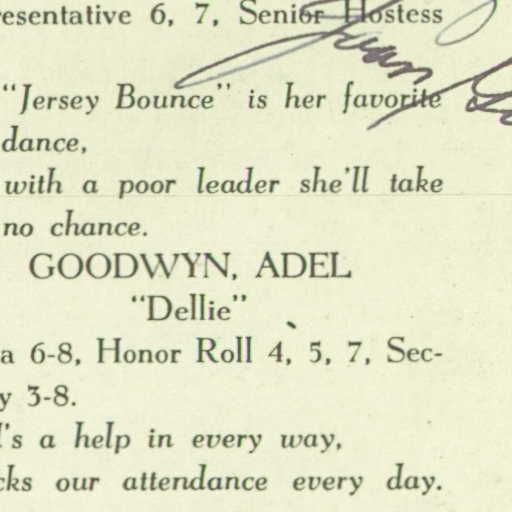 esentative 6, 7, Senior Hostess
Joan
"Jersey Bounce" is her favorite
dance,
with a poor leader she'll take
no chance.
GOODWYN, ADEL
"Dellie"
a 6-8, Honor Roll 4, 5, 7, Sec-
y 3-8.
l's a help in every way,
cks our attendance every day.